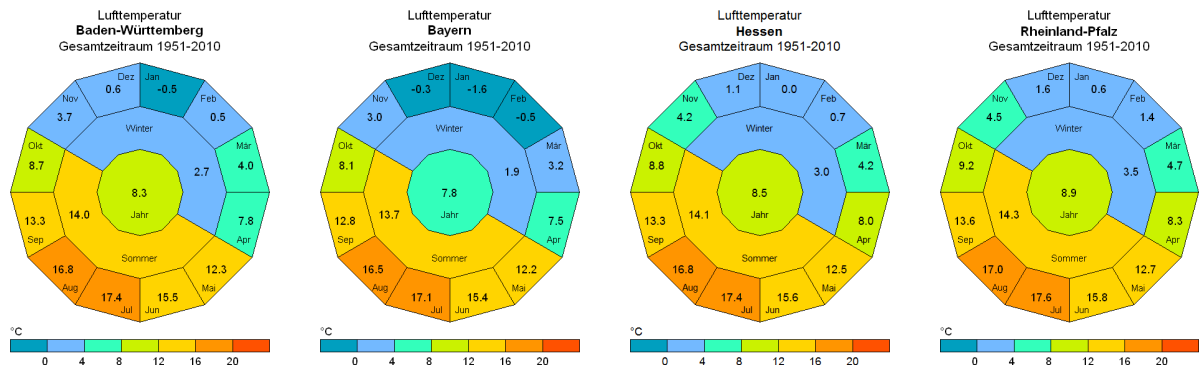 Lufttemperatur
Baden-Württemberg
Gesamtzeitraum 1951-2010
Dez Jan
0.6 -0.5
Nov Feb
3.7 0.5
Winter
Okt Mär
8.7 2.7 4.0
8.3
14.0 Jahr
13.3 7.8
Sep Apr
Sommer
16.8 12.3
Aug Mai
17.4 15.5
Jul Jun
°C
0 4 8 12 16 20
Lufttemperatur
Bayern
Gesamtzeitraum 1951-2010
Dez Jan
-0.3 -1.6
Nov Feb
3.0 -0.5
Winter
Okt Mär
8.1 1.9 3.2
7.8
13.7 Jahr
12.8 7.5
Sep Apr
Sommer
16.5 12.2
Aug Mai
17.1 15.4
Jul Jun
°C
0 4 8 12 16 20
Lufttemperatur
Hessen
Gesamtzeitraum 1951-2010
Dez Jan
1.1 0.0
Nov Feb
4.2 0.7
Winter
Okt Mär
8.8 3.0 4.2
8.5
14.1 Jahr
13.3 8.0
Sep Apr
Sommer
16.8 12.5
Aug Mai
17.4 15.6
Jul Jun
°C
0 4 8 12 16 20
Lufttemperatur
Rheinland-Pfalz
Gesamtzeitraum 1951-2010
Dez Jan
1.6 0.6
Nov Feb
4.5 1.4
Winter
Okt Mär
9.2 3.5 4.7
8.9
14.3 Jahr
13.6 8.3
Sep Apr
Sommer
17.0 12.7
Aug Mai
17.6 15.8
Jul Jun
°C
0 4 8 12 16 20